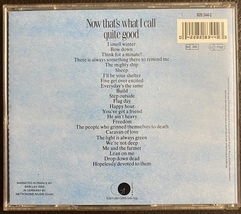 Now that's what I call
quite good
I smell winter
Bow down
Think for a minute!
There is always something there to remind me
The mighty ship
Sheep
I'll be your shelter
Five get over excited
Everyday's the same
Build
Step outside
Flag day
Happy hour
You've got a friend
He ain't heavy
Freedom
The people who grinned themselves to death
Caravan of love
The light is always green
We're not deep
Me and the farmer
Lean on me
Drop down dead
Hopelessly devoted to them